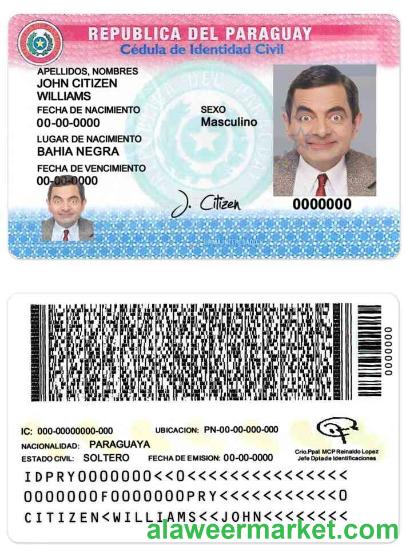 REPUBLICA DEL PARAGUAY
Cédula de Identidad Civil
APELLIDOS, NOMBRES
JOHN CITIZEN
WILLIAMS
FECHA DE NACIMIENTO
00-00-0000
SEXO
Masculino
LUGAR DE NACIMIENTO
BAHIA NEGRA
FECHA DE VENCIMIENTO
00-00-0000
J. Citizen
0000000
0000000
IC: 000-00000000-000
UBICACION: PN-00-00-000-000
NACIONALIDAD: PARAGUAYA
ESTADO CIVIL: SOLTERO
FECHA DE EMISION: 00-00-0000
Crio.Ppal MCP Reinaldo Lopez
Jefe Dpto de Identificaciones
IDPRY0000000<<0<<<<<<<<<<<<<<<
0000000F0000000PRY<<<<<<<<<<<0
CITIZEN<WILLIAMS<<JOHN<<<<<<<<
alaweermarket.com